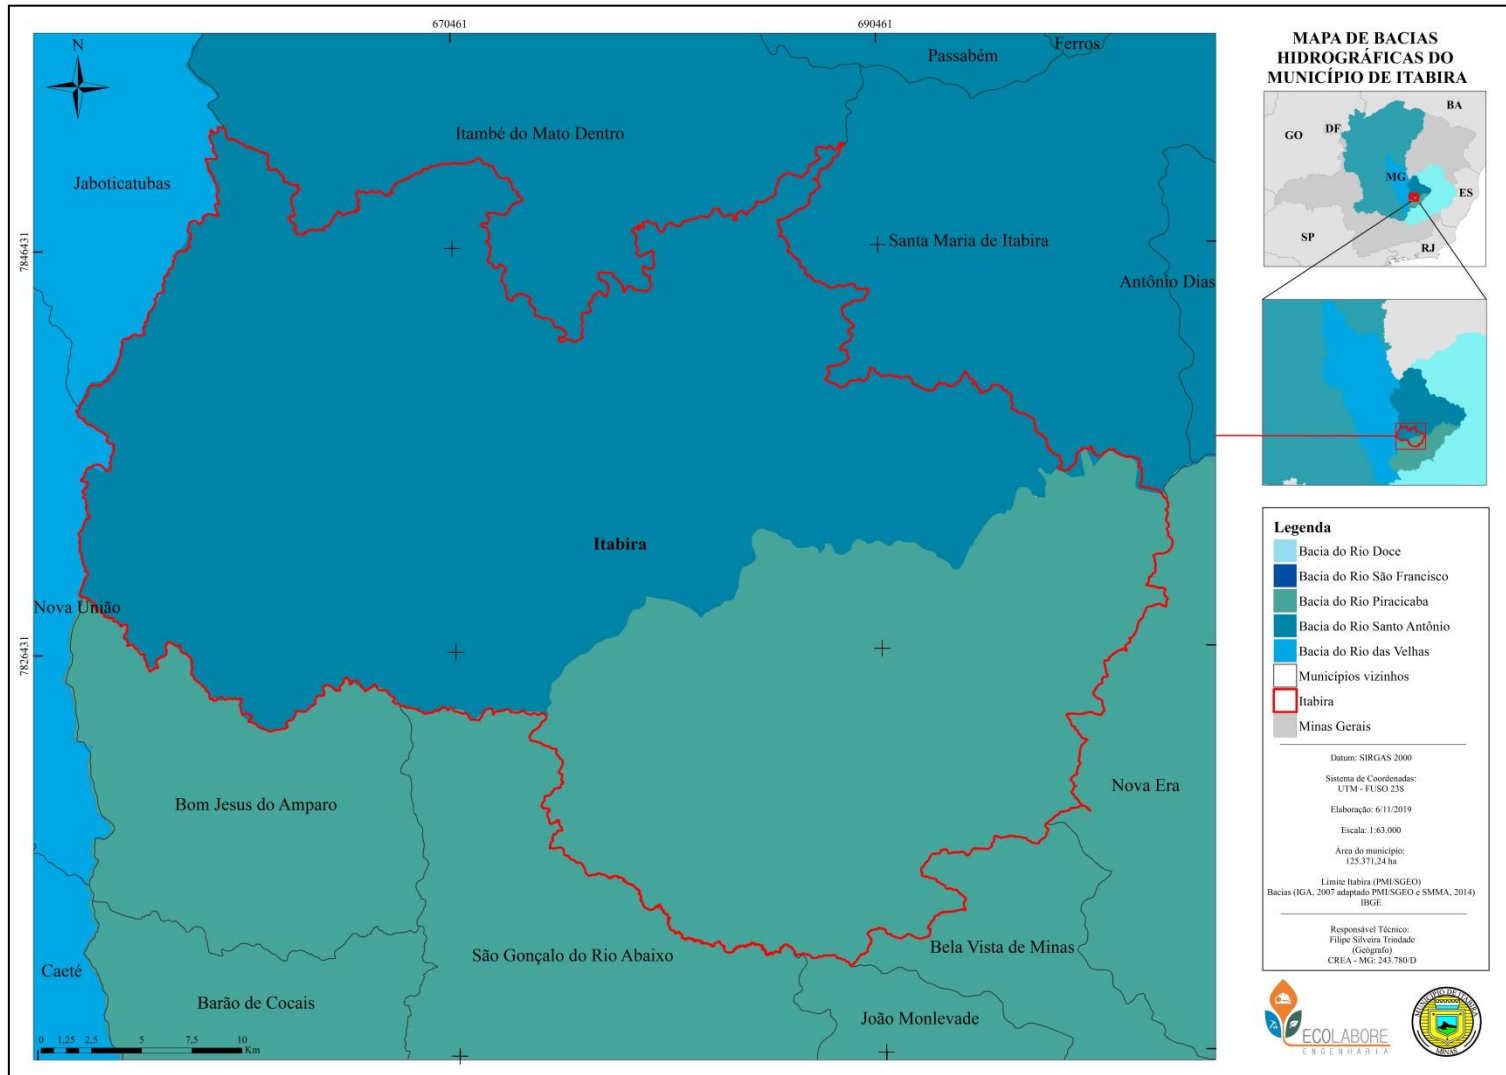 670461
690461
N
Passabém
Ferros
Itambé do Mato Dentro
Jaboticatubas
7846431
Santa Maria de Itabira
Antônio Dias
Itabira
Nova União
7826431
Bom Jesus do Amparo
Nova Era
São Gonçalo do Rio Abaixo
Bela Vista de Minas
Caeté
Barão de Cocais
João Monlevade
0 1,25 2,5 5 7,5 10
Km
MAPA DE BACIAS
HIDROGRÁFICAS DO
MUNICÍPIO DE ITABIRA
BA
GO
DF
MG
ES
SP
RJ
Legenda
Bacia do Rio Doce
Bacia do Rio São Francisco
Bacia do Rio Piracicaba
Bacia do Rio Santo Antônio
Bacia do Rio das Velhas
Municípios vizinhos
Itabira
Minas Gerais
Datum: SIRGAS 2000
Sistema de Coordenadas:
UTM - FUSO 23S
Elaboração: 6/11/2019
Escala: 1:63.000
Área do município:
125.371,24 ha
Limite Itabira (PMI/SGEO)
Bacias (IGA, 2007 adaptado PMI/SGEO e SMMA, 2014)
IBGE
Responsável Técnico:
Filipe Silveira Trindade
(Geógrafo)
CREA - MG: 243.780/D
ECOLABORE
ENGENHARIA
MUNICÍPIO DE ITABIRA
MINAS